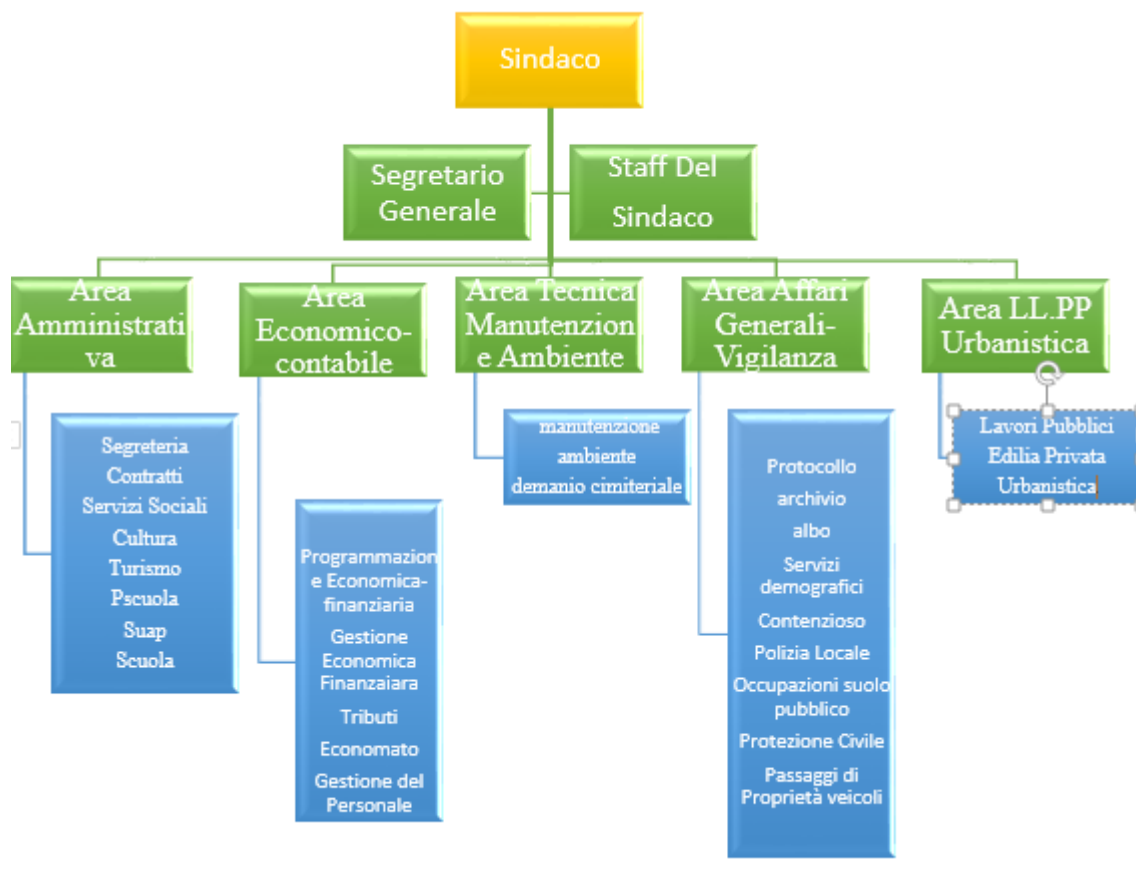 Sindaco
Segretario
Generale
Staff Del
Sindaco
Area
Amministrati
va
Area
Economico-
contabile
Area Tecnica
Manutenzion
e Ambiente
Area Affari
Generali-
Vigilanza
Area LL.PP
Urbanistica
Segreteria
Contratti
Servizi Sociali
Cultura
Turismo
Pscuola
Suap
Scuola
Programmazion
e Economica-
finanziaria
Gestione
Economica
Finanzaiara
Tributi
Economato
Gestione del
Personale
manutenzione
ambiente
demanio cimiteriale
Protocollo
archivio
albo
Servizi
demografici
Contenzioso
Polizia Locale
Occupazioni suolo
pubblico
Protezione Civile
Passaggi di
Proprietà veicoli
Lavori Pubblici
Edilia Privata
Urbanistica